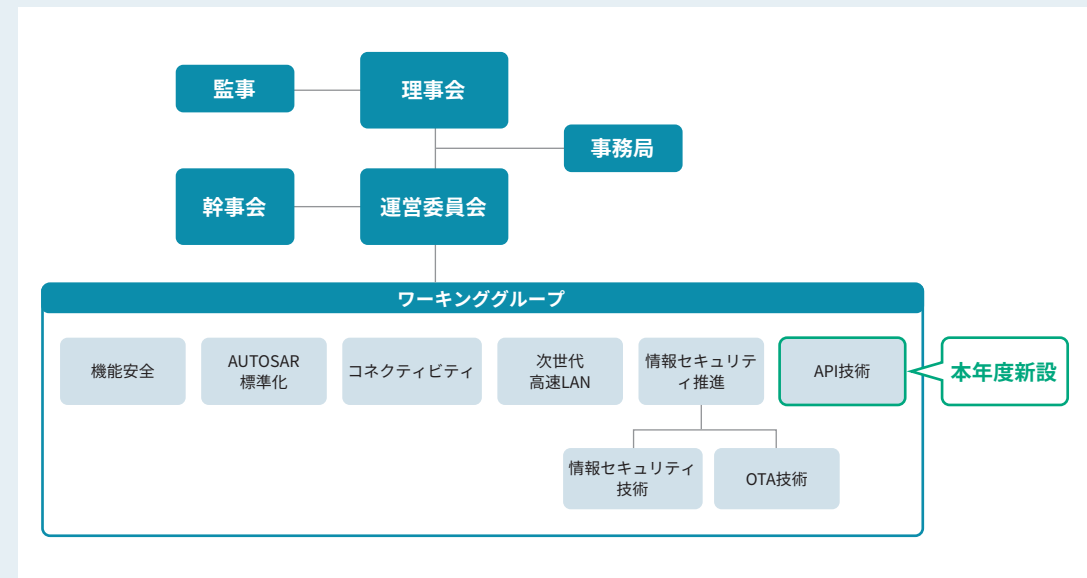 監事
理事会
事務局
幹事会
運営委員会
ワーキンググループ
機能安全
AUTOSAR
標準化
コネクティビティ
次世代
高速LAN
情報セキュリテ
ィ推進
API技術
本年度新設
情報セキュリティ
技術
OTA技術